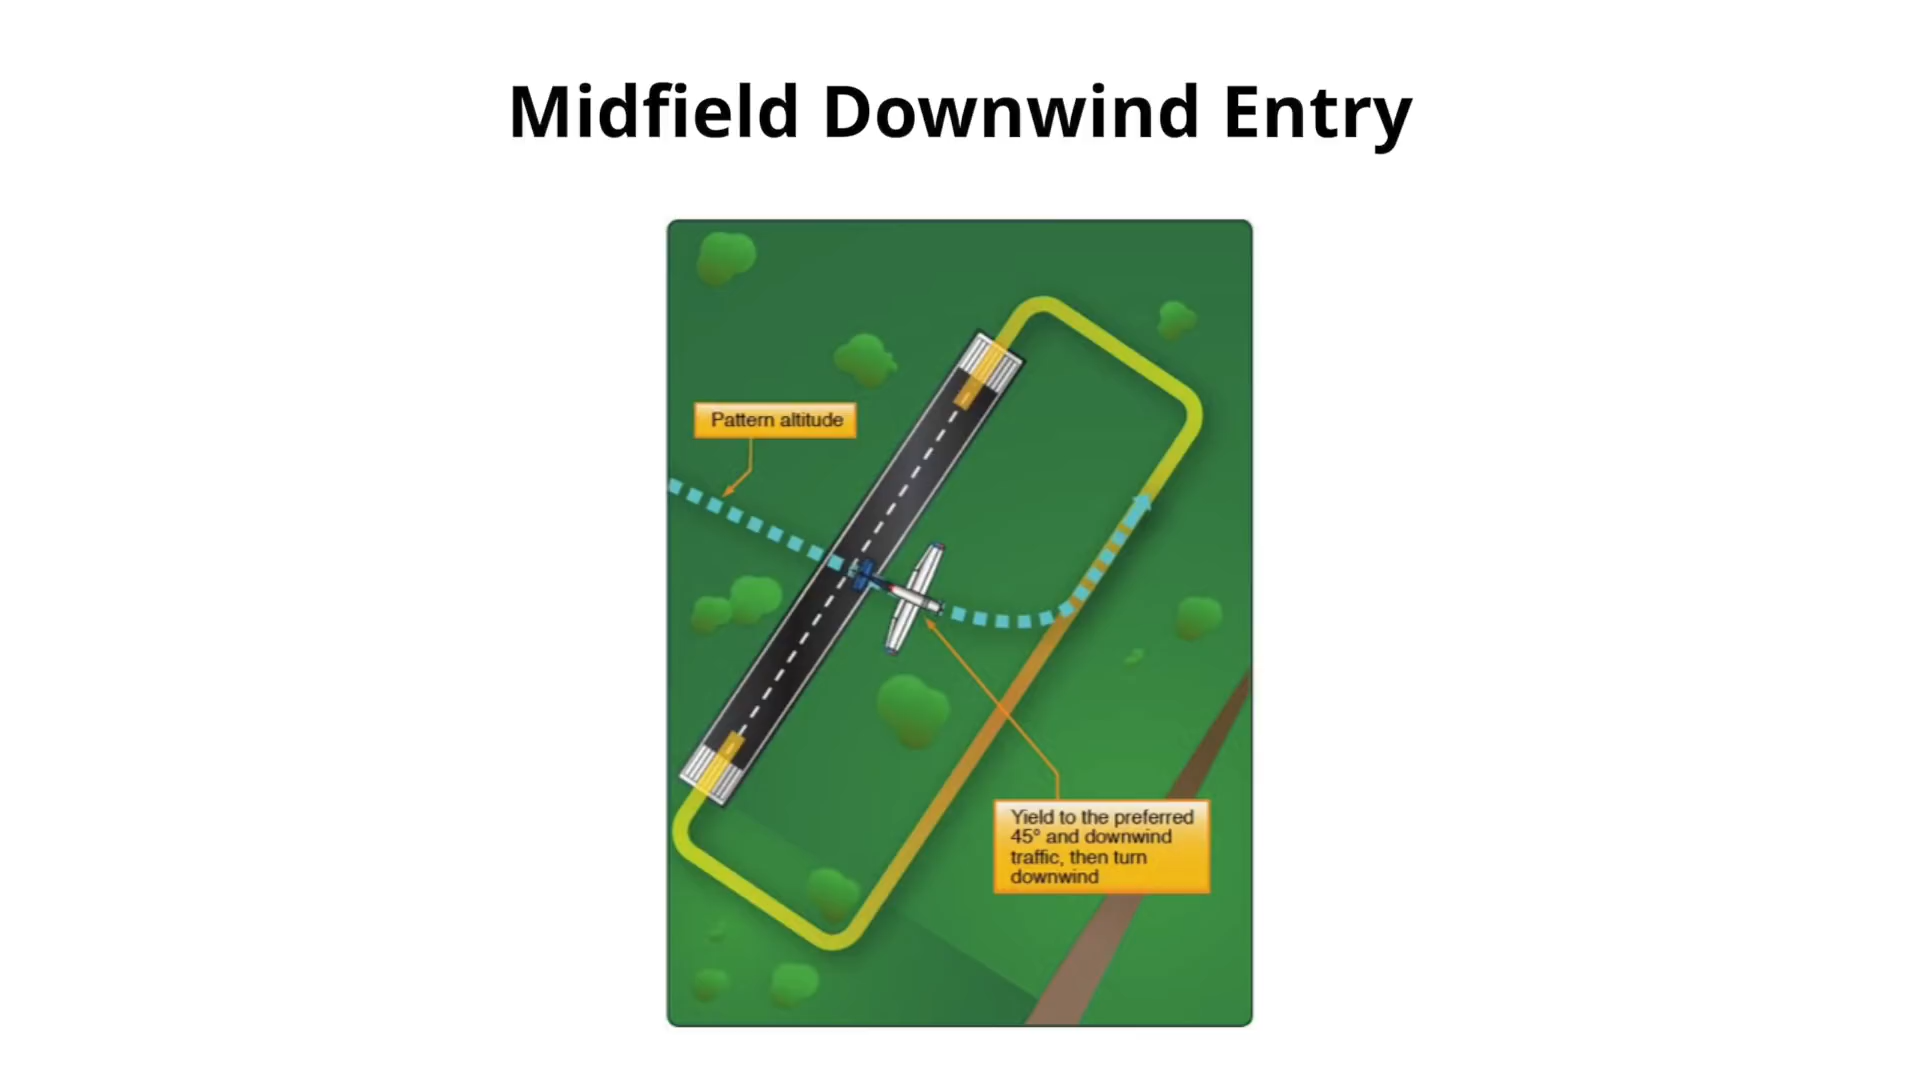 Midfield Downwind Entry
Pattern altitude
Yield to the preferred
45° and downwind
traffic, then turn
downwind